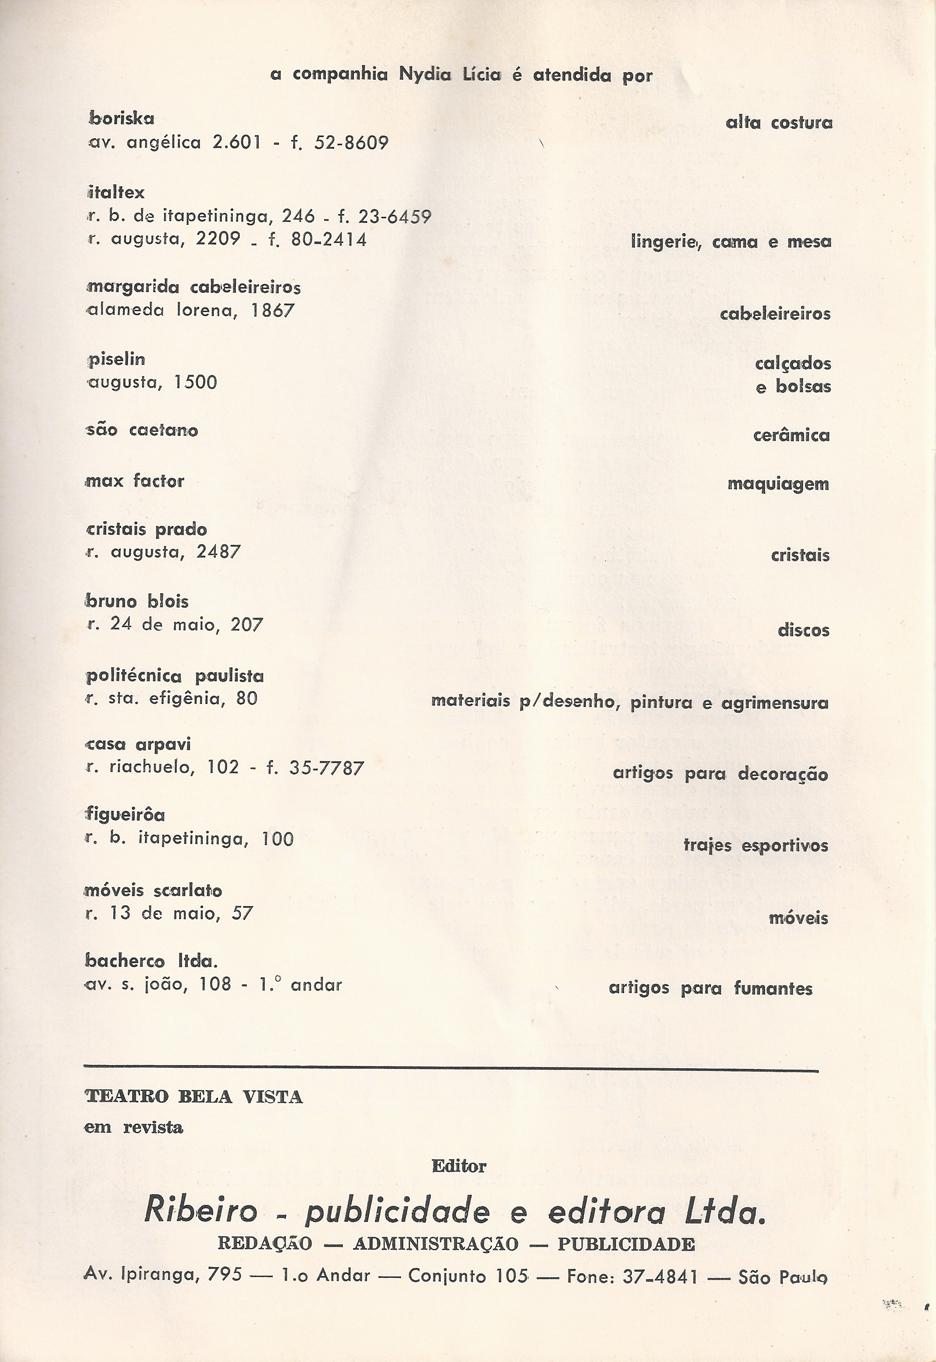 a companhia Nydia Lícia é atendida por
boriska
av. angélica 2.601 - f. 52-8609
alta costura
italtex
r. b. de itapetininga, 246 - f. 23-6459
r. augusta, 2209 - f. 80-2414
lingerie, cama e mesa
margarida cabeleireiros
alameda lorena, 1867
cabeleireiros
piselin
augusta, 1500
calçados
e bolsas
são caetano
cerâmica
max factor
maquiagem
cristais prado
r. augusta, 2487
cristais
bruno blois
r. 24 de maio, 207
discos
politécnica paulista
r. sta. efigênia, 80
materiais p/desenho, pintura e agrimensura
casa arpavi
r. riachuelo, 102 - f. 35-7787
artigos para decoração
figueirôa
r. b. itapetininga, 100
trajes esportivos
móveis scarlato
r. 13 de maio, 57
móveis
bacherco ltda.
av. s. joão, 108 - 1.º andar
artigos para fumantes
TEATRO BELA VISTA
em revista
Editor
Ribeiro - publicidade e editora Ltda.
REDAÇÃO — ADMINISTRAÇÃO — PUBLICIDADE
Av. Ipiranga, 795 — 1.o Andar — Conjunto 105 — Fone: 37-4841 — São Paulo